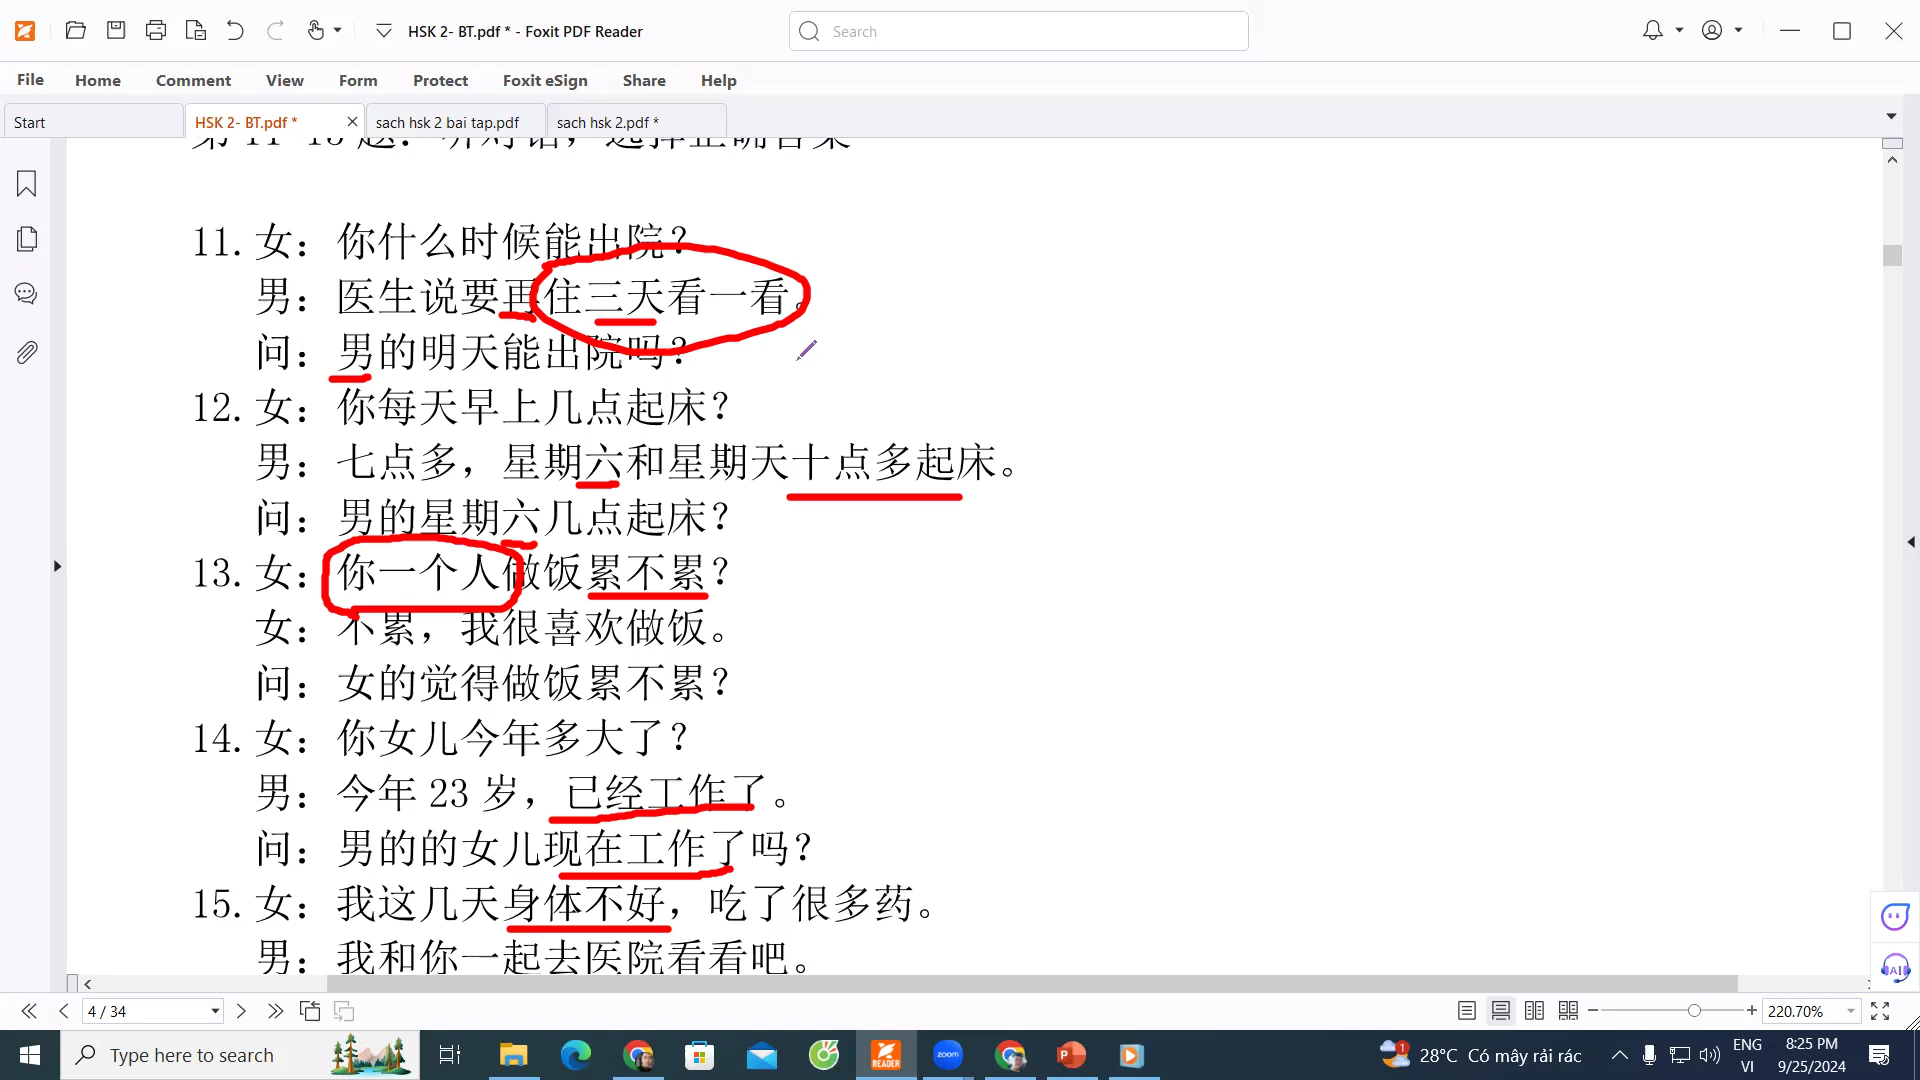 HSK 2- BT.pdf * - Foxit PDF Reader
Search
File Home Comment View Form Protect Foxit eSign Share Help
Start
HSK 2- BT.pdf *
sach hsk 2 bai tap.pdf
sach hsk 2.pdf *
11. 女：你什么时候能出院？
男：医生说要再住三天看一看。
问：男的明天能出院吗？
12. 女：你每天早上几点起床？
男：七点多，星期六和星期天十点多起床。
问：男的星期六几点起床？
13. 女：你一个人做饭累不累？
女：不累，我很喜欢做饭。
问：女的觉得做饭累不累？
14. 女：你女儿今年多大了？
男：今年 23 岁，已经工作了。
问：男的的女儿现在工作了吗？
15. 女：我这几天身体不好，吃了很多药。
男：我和你一起去医院看看吧。
AI
4 / 34
220.70%
Type here to search
READER
zoom
1
28°C Có mây rải rác
ENG
VI
8:25 PM
9/25/2024